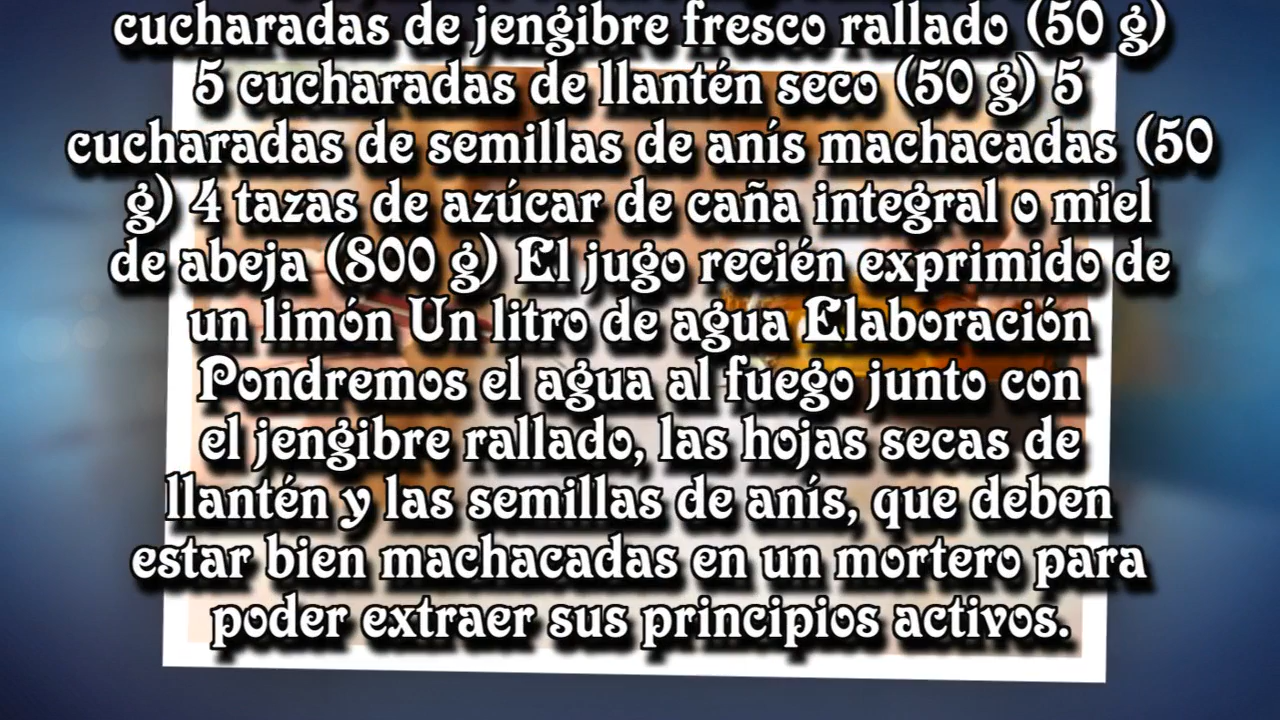 cucharadas de jengibre fresco rallado (50 g)
5 cucharadas de llantén seco (50 g) 5
cucharadas de semillas de anís machacadas (50
g) 4 tazas de azúcar de caña integral o miel
de abeja (800 g) El jugo recién exprimido de
un limón Un litro de agua Elaboración
Pondremos el agua al fuego junto con
el jengibre rallado, las hojas secas de
llantén y las semillas de anís, que deben
estar bien machacadas en un mortero para
poder extraer sus principios activos.